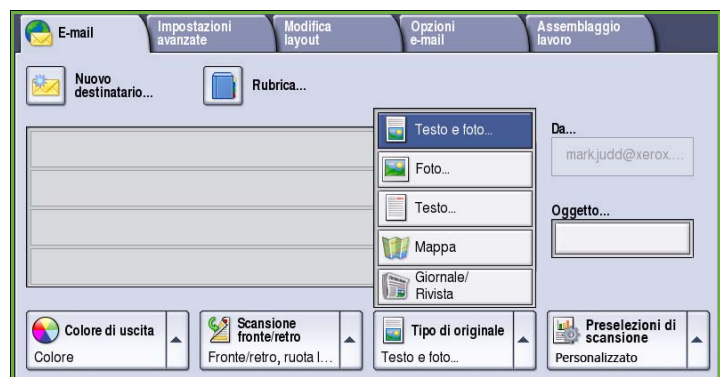 E-mail
Impostazioni
avanzate
Modifica
layout
Opzioni
e-mail
Assemblaggio
lavoro
Nuovo
destinatario...
Rubrica...
Testo e foto...
Foto...
Testo...
Mappa
Giornale/
Rivista
Da...
mark.judd@xerox....
Oggetto...
Colore di uscita
Colore
Scansione
fronte/retro
Fronte/retro, ruota l...
Tipo di originale
Testo e foto...
Preselezioni di
scansione
Personalizzato